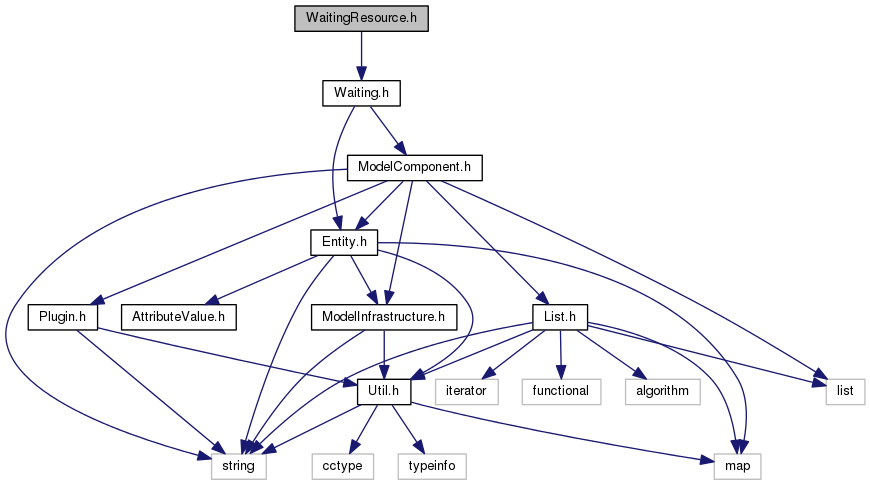 WaitingResource.h
Waiting.h
ModelComponent.h
Entity.h
Plugin.h
AttributeValue.h
ModelInfrastructure.h
List.h
Util.h
iterator
functional
algorithm
list
string
cctype
typeinfo
map